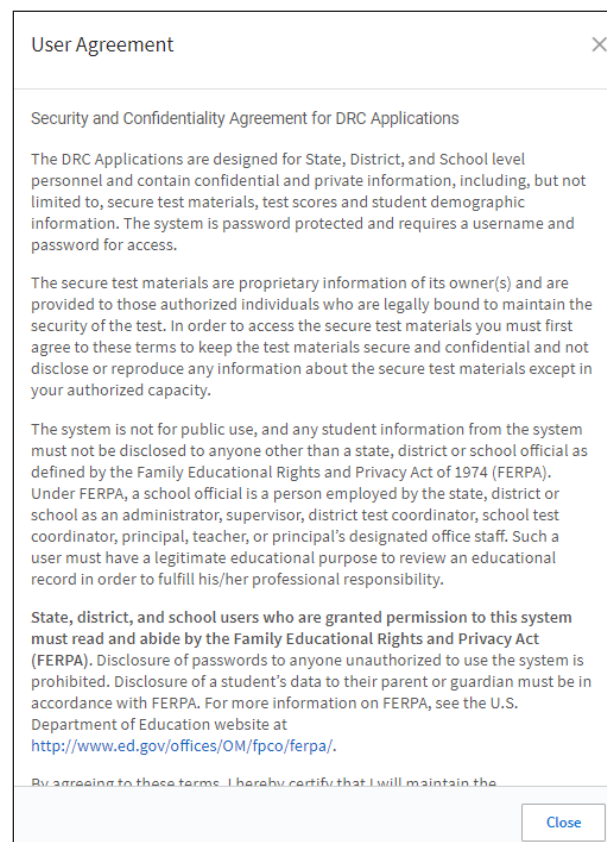 User Agreement
Security and Confidentiality Agreement for DRC Applications
The DRC Applications are designed for State, District, and School level
personnel and contain confidential and private information, including, but not
limited to, secure test materials, test scores and student demographic
information. The system is password protected and requires a username and
password for access.
The secure test materials are proprietary information of its owner(s) and are
provided to those authorized individuals who are legally bound to maintain the
security of the test. In order to access the secure test materials you must first
agree to these terms to keep the test materials secure and confidential and not
disclose or reproduce any information about the secure test materials except in
your authorized capacity.
The system is not for public use, and any student information from the system
must not be disclosed to anyone other than a state, district or school official as
defined by the Family Educational Rights and Privacy Act of 1974 (FERPA).
Under FERPA, a school official is a person employed by the state, district or
school as an administrator, supervisor, district test coordinator, school test
coordinator, principal, teacher, or principal's designated office staff. Such a
user must have a legitimate educational purpose to review an educational
record in order to fulfill his/her professional responsibility.
State, district, and school users who are granted permission to this system
must read and abide by the Family Educational Rights and Privacy Act
(FERPA). Disclosure of passwords to anyone unauthorized to use the system is
prohibited. Disclosure of a student's data to their parent or guardian must be in
accordance with FERPA. For more information on FERPA, see the U.S.
Department of Education website at
http://www.ed.gov/offices/OM/fpco/ferpa/.
By agreeing to these terms, I hereby certify that I will maintain the
Close